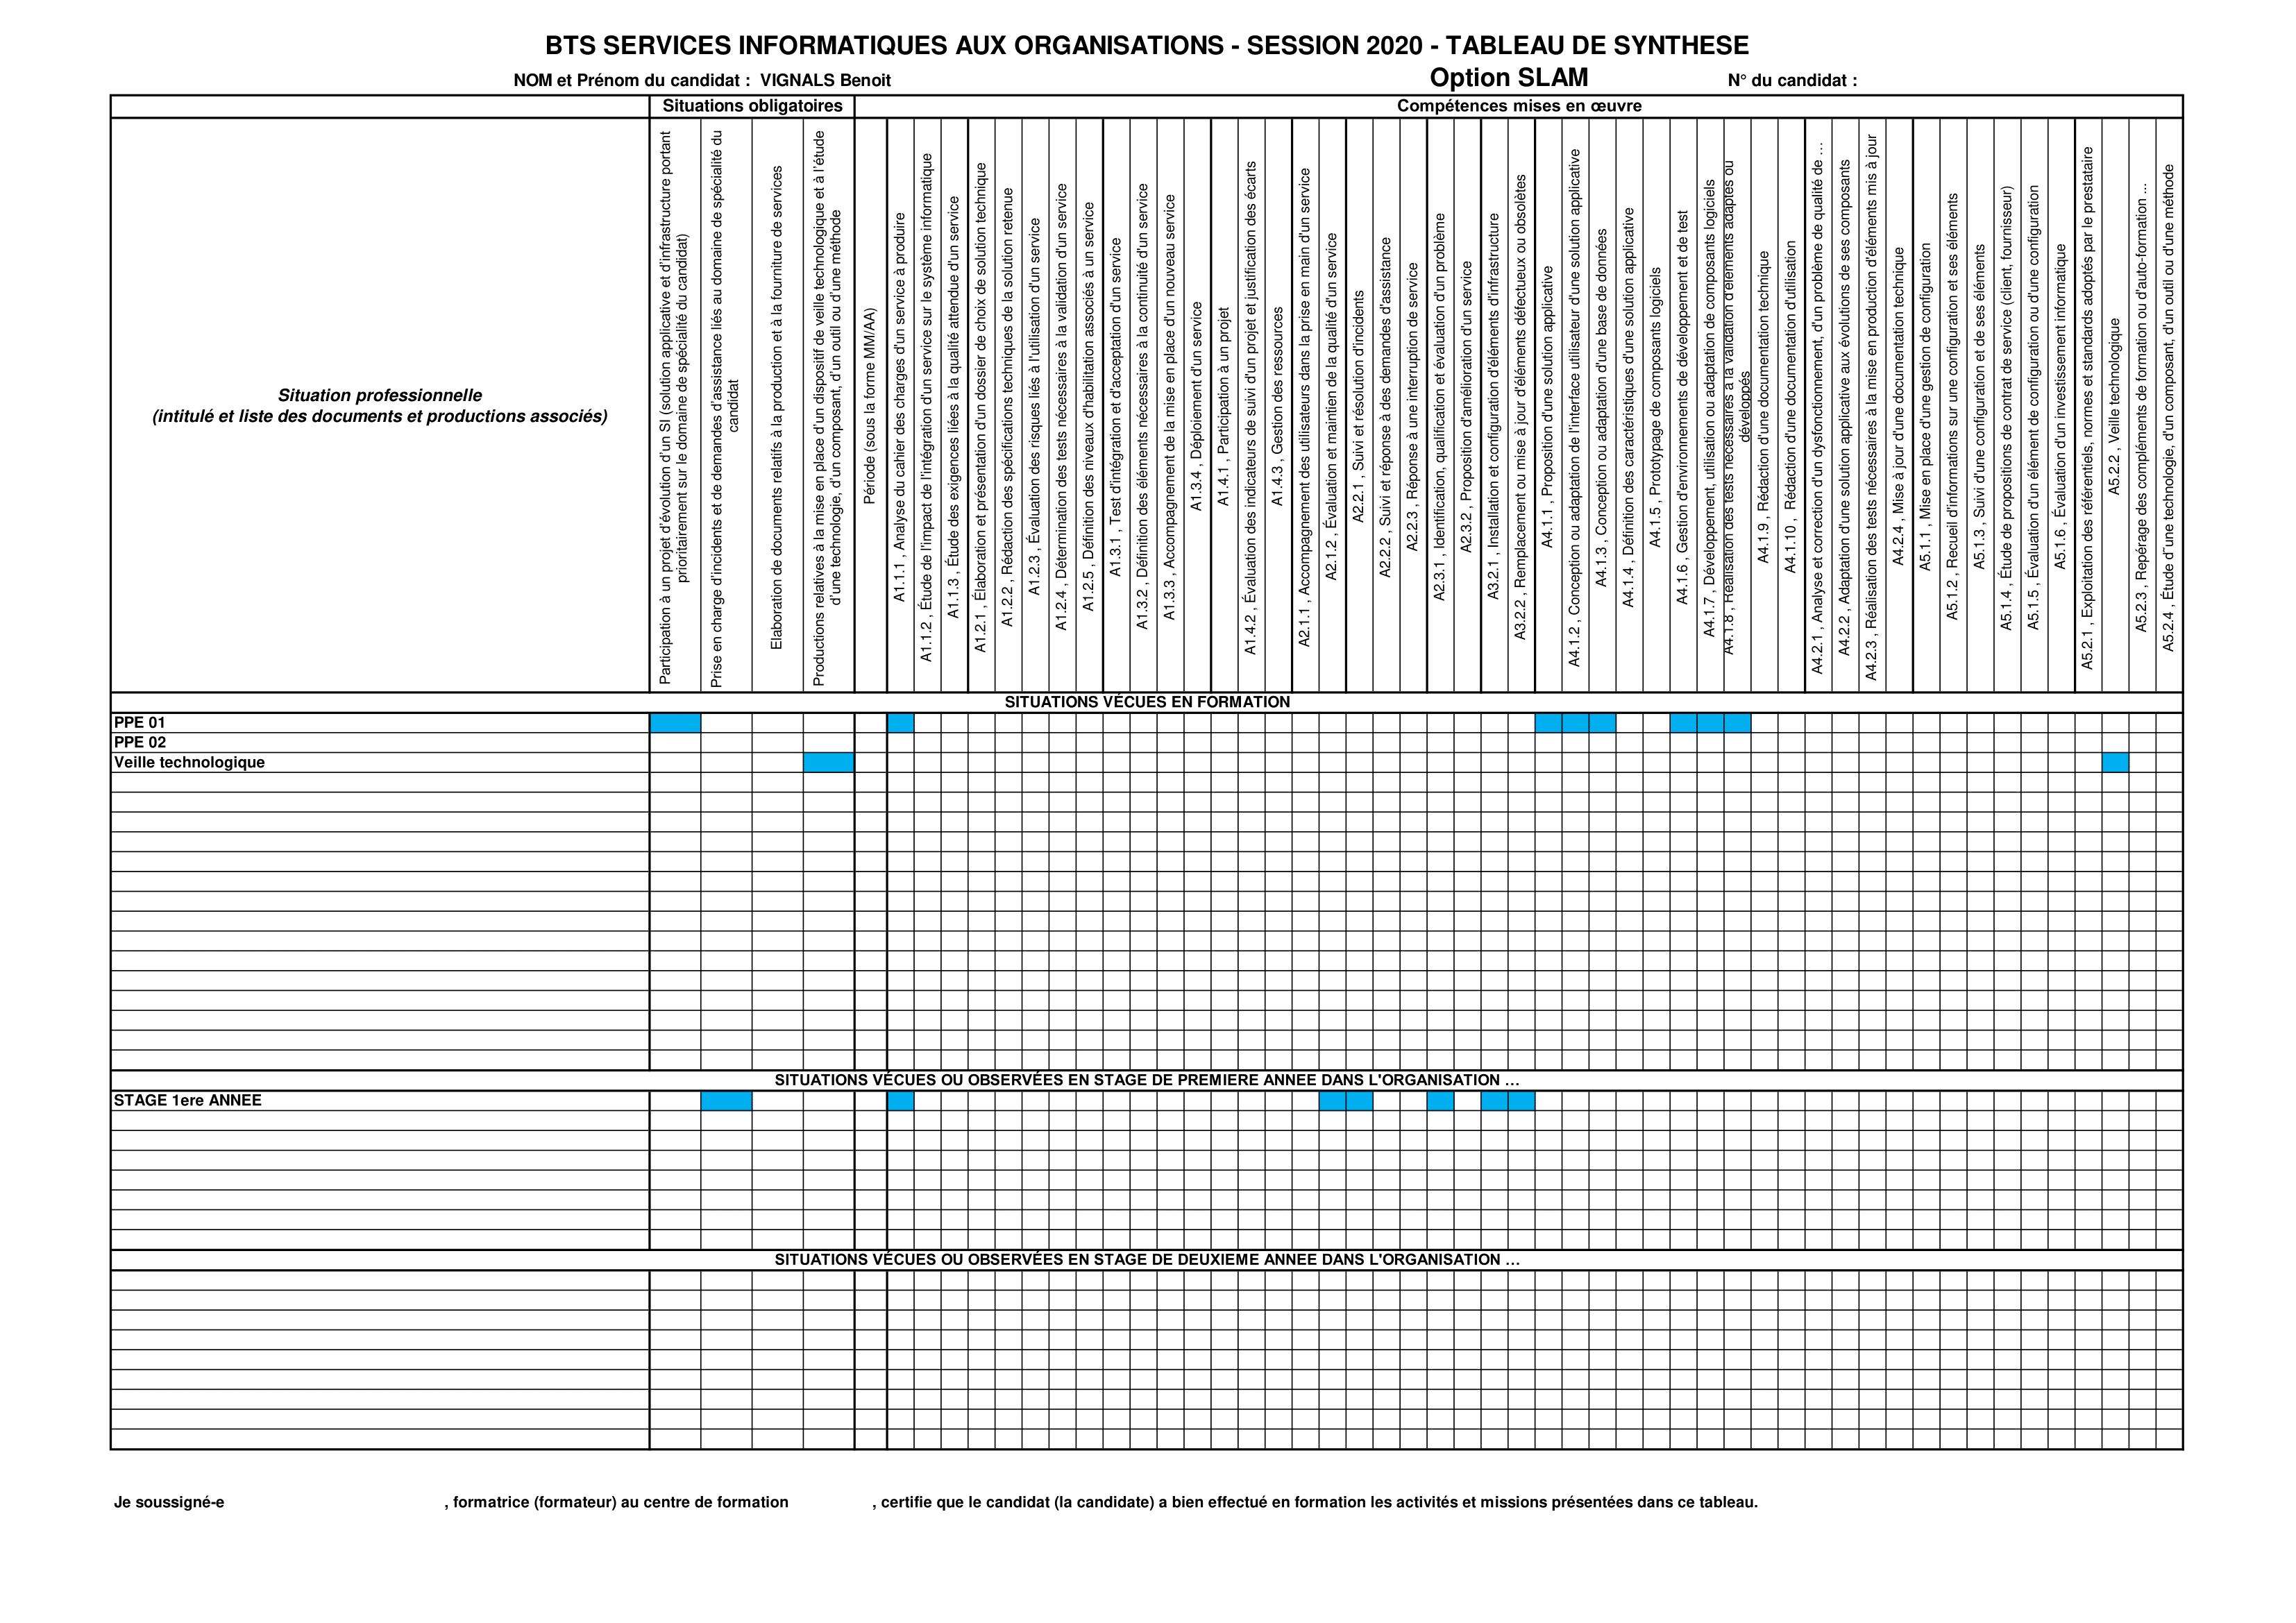 BTS SERVICES INFORMATIQUES AUX ORGANISATIONS - SESSION 2020 - TABLEAU DE SYNTHESE
NOM et Prénom du candidat : VIGNALS Benoit
Option SLAM
N° du candidat :
Situations obligatoires
Compétences mises en œuvre
Situation professionnelle
(intitulé et liste des documents et productions associés)
Participation à un projet d'évolution d'un SI (solution applicative et d'infrastructure portant
prioritairement sur le domaine de spécialité du candidat)
Prise en charge d'incidents et de demandes d'assistance liés au domaine de spécialité du
candidat
Elaboration de documents relatifs à la production et à la fourniture de services
Productions relatives à la mise en place d'un dispositif de veille technologique et à l'étude
d'une technologie, d'un composant, d'un outil ou d'une méthode
Période (sous la forme MM/AA)
A1.1.1 , Analyse du cahier des charges d'un service à produire
A1.1.2 , Étude de l'impact de l'intégration d'un service sur le système informatique
A1.1.3 , Étude des exigences liées à la qualité attendue d'un service
A1.2.1 , Élaboration et présentation d'un dossier de choix de solution technique
A1.2.2 , Rédaction des spécifications techniques de la solution retenue
A1.2.3 , Évaluation des risques liés à l'utilisation d'un service
A1.2.4 , Détermination des tests nécessaires à la validation d'un service
A1.2.5 , Définition des niveaux d'habilitation associés à un service
A1.3.1 , Test d'intégration et d'acceptation d'un service
A1.3.2 , Définition des éléments nécessaires à la continuité d'un service
A1.3.3 , Accompagnement de la mise en place d'un nouveau service
A1.3.4 , Déploiement d'un service
A1.4.1 , Participation à un projet
A1.4.2 , Évaluation des indicateurs de suivi d'un projet et justification des écarts
A1.4.3 , Gestion des ressources
A2.1.1 , Accompagnement des utilisateurs dans la prise en main d'un service
A2.1.2 , Évaluation et maintien de la qualité d'un service
A2.2.1 , Suivi et résolution d'incidents
A2.2.2 , Suivi et réponse à des demandes d'assistance
A2.2.3 , Réponse à une interruption de service
A2.3.1 , Identification, qualification et évaluation d'un problème
A2.3.2 , Proposition d'amélioration d'un service
A3.2.1 , Installation et configuration d'éléments d'infrastructure
A3.2.2 , Remplacement ou mise à jour d'éléments défectueux ou obsolètes
A4.1.1 , Proposition d'une solution applicative
A4.1.2 , Conception ou adaptation de l'interface utilisateur d'une solution applicative
A4.1.3 , Conception ou adaptation d'une base de données
A4.1.4 , Définition des caractéristiques d'une solution applicative
A4.1.5 , Prototypage de composants logiciels
A4.1.6 , Gestion d'environnements de développement et de test
A4.1.7 , Développement, utilisation ou adaptation de composants logiciels
A4.1.8 , Réalisation des tests nécessaires à la validation d'éléments adaptés ou
développés
A4.1.9 , Rédaction d'une documentation technique
A4.1.10 , Rédaction d'une documentation d'utilisation
A4.2.1 , Analyse et correction d'un dysfonctionnement, d'un problème de qualité de …
A4.2.2 , Adaptation d'une solution applicative aux évolutions de ses composants
A4.2.3 , Réalisation des tests nécessaires à la mise en production d'éléments mis à jour
A4.2.4 , Mise à jour d'une documentation technique
A5.1.1 , Mise en place d'une gestion de configuration
A5.1.2 , Recueil d'informations sur une configuration et ses éléments
A5.1.3 , Suivi d'une configuration et de ses éléments
A5.1.4 , Étude de propositions de contrat de service (client, fournisseur)
A5.1.5 , Évaluation d'un élément de configuration ou d'une configuration
A5.1.6 , Évaluation d'un investissement informatique
A5.2.1 , Exploitation des référentiels, normes et standards adoptés par le prestataire
A5.2.2 , Veille technologique
A5.2.3 , Repérage des compléments de formation ou d'auto-formation ...
A5.2.4 , Étude d‟une technologie, d'un composant, d'un outil ou d'une méthode
SITUATIONS VÉCUES EN FORMATION
PPE 01
PPE 02
Veille technologique
SITUATIONS VÉCUES OU OBSERVÉES EN STAGE DE PREMIERE ANNEE DANS L'ORGANISATION …
STAGE 1ere ANNEE
SITUATIONS VÉCUES OU OBSERVÉES EN STAGE DE DEUXIEME ANNEE DANS L'ORGANISATION …
Je soussigné-e , formatrice (formateur) au centre de formation , certifie que le candidat (la candidate) a bien effectué en formation les activités et missions présentées dans ce tableau.